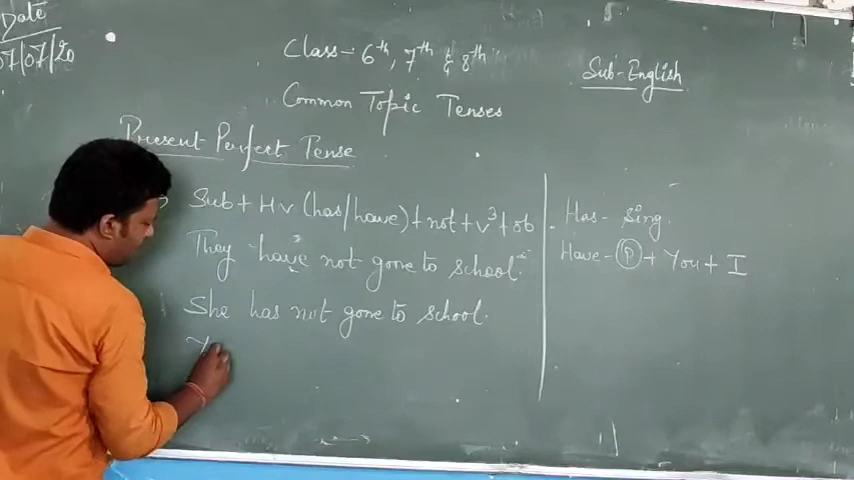 Date
07/07/20
Class - 6th, 7th & 8th
Sub- English
Common Topic Tenses
Present Perfect Tense
Sub + Hv (has/have) + not + v3 + ob.
They have not gone to school.
She has not gone to school.
Y
Has - sing.
Have - (P) + You + I